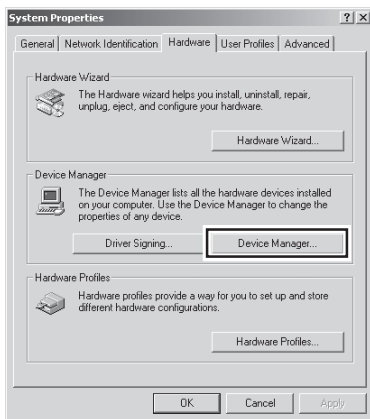 System Properties
? ×
General
Network Identification
Hardware
User Profiles
Advanced
Hardware Wizard
The Hardware wizard helps you install, uninstall, repair,
unplug, eject, and configure your hardware.
Hardware Wizard...
Device Manager
The Device Manager lists all the hardware devices installed
on your computer. Use the Device Manager to change the
properties of any device.
Driver Signing...
Device Manager...
Hardware Profiles
Hardware profiles provide a way for you to set up and store
different hardware configurations.
Hardware Profiles...
OK
Cancel
Apply